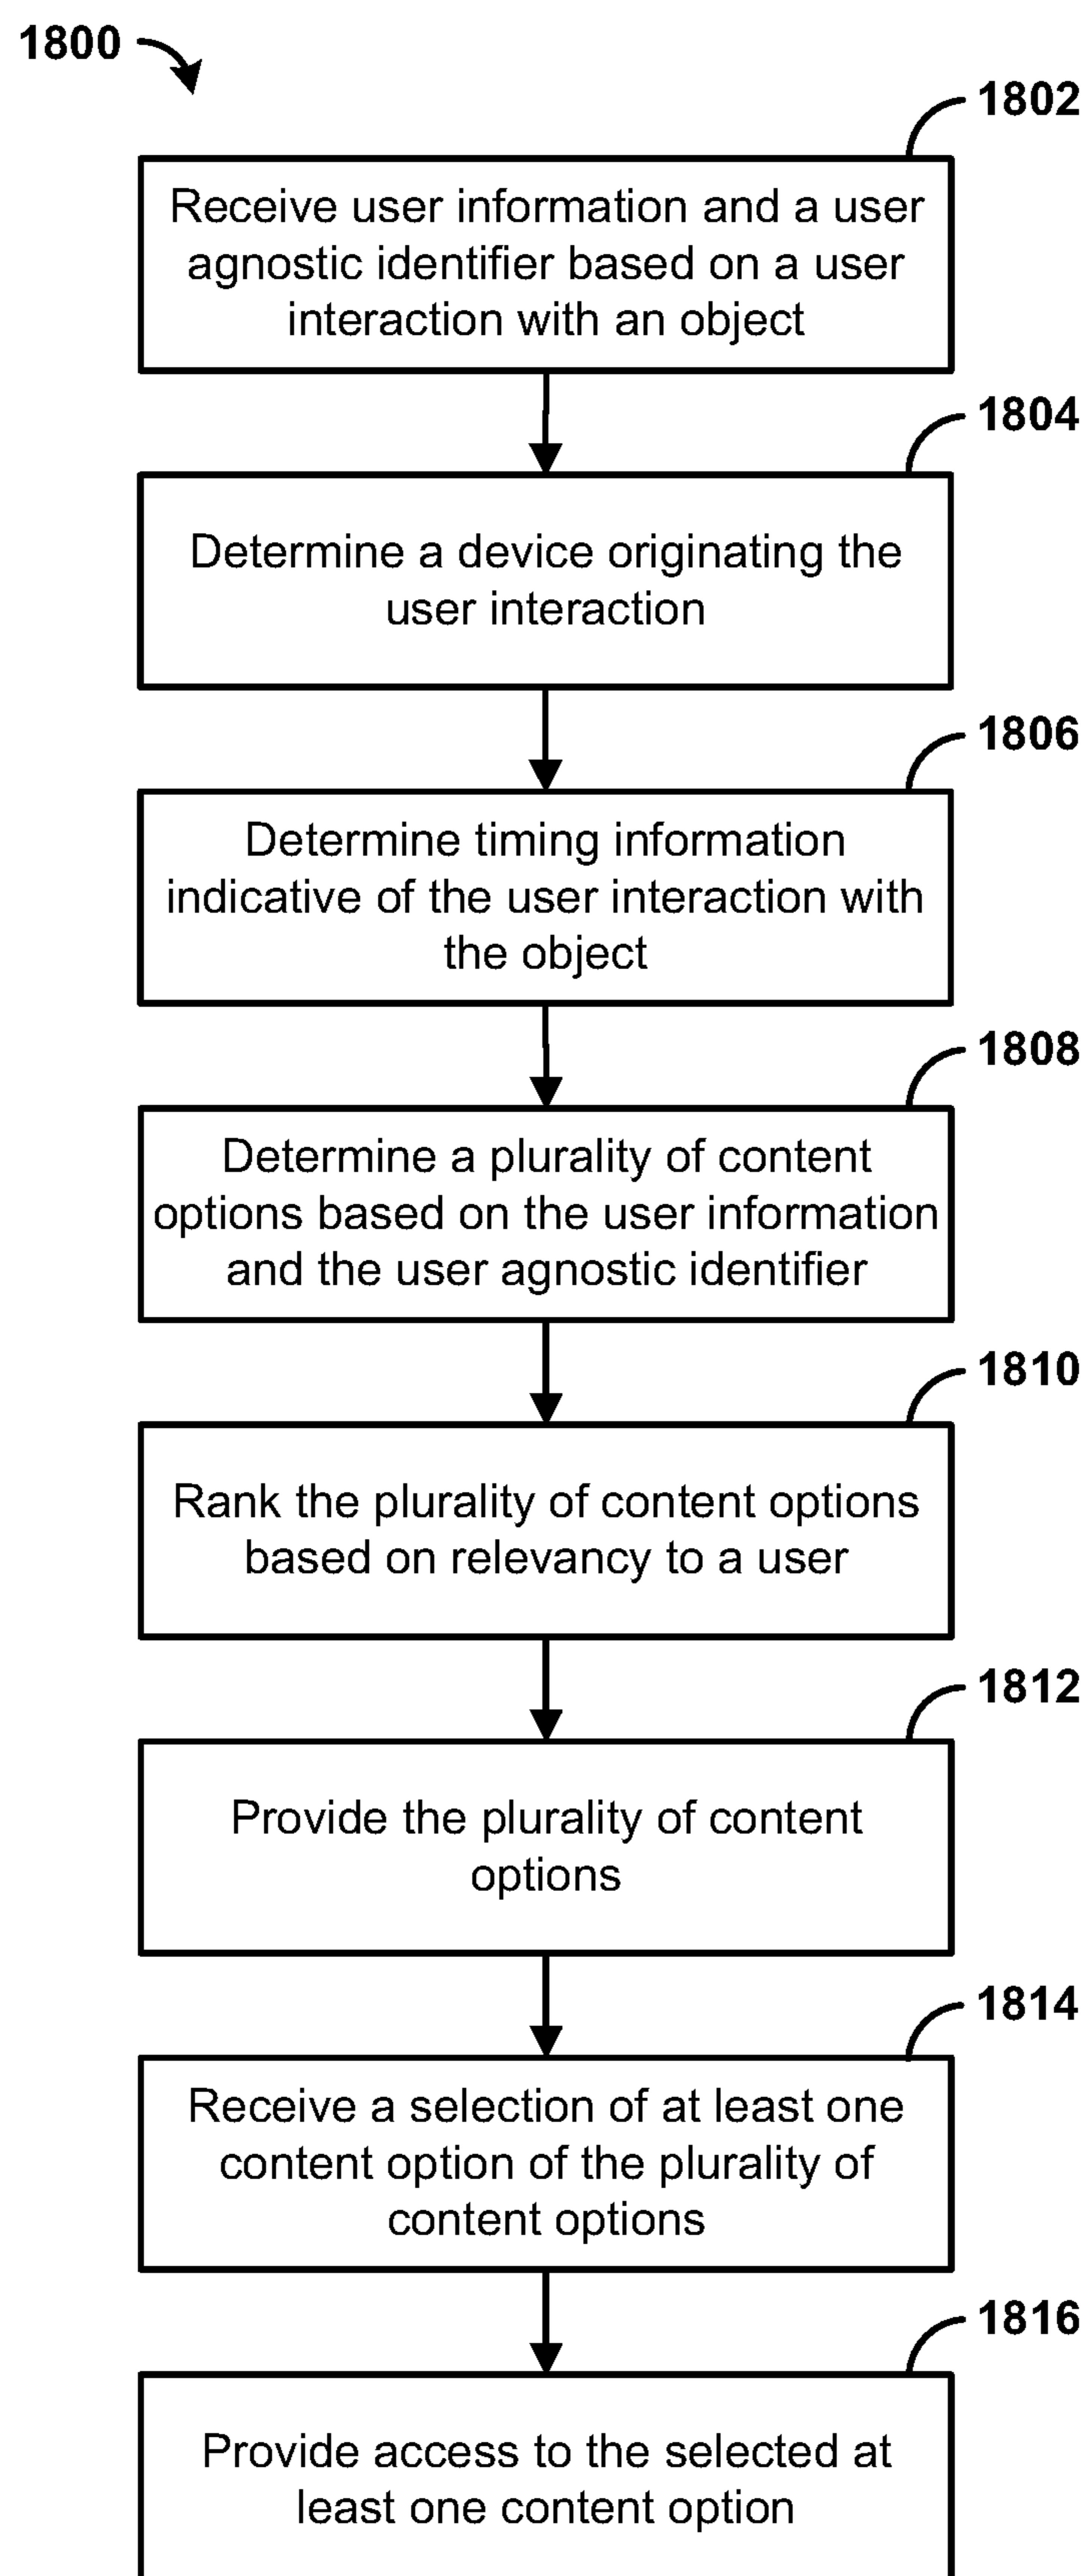 1800
1802
Receive user information and a user
agnostic identifier based on a user
interaction with an object
1804
Determine a device originating the
user interaction
1806
Determine timing information
indicative of the user interaction with
the object
1808
Determine a plurality of content
options based on the user information
and the user agnostic identifier
1810
Rank the plurality of content options
based on relevancy to a user
1812
Provide the plurality of content
options
1814
Receive a selection of at least one
content option of the plurality of
content options
1816
Provide access to the selected at
least one content option